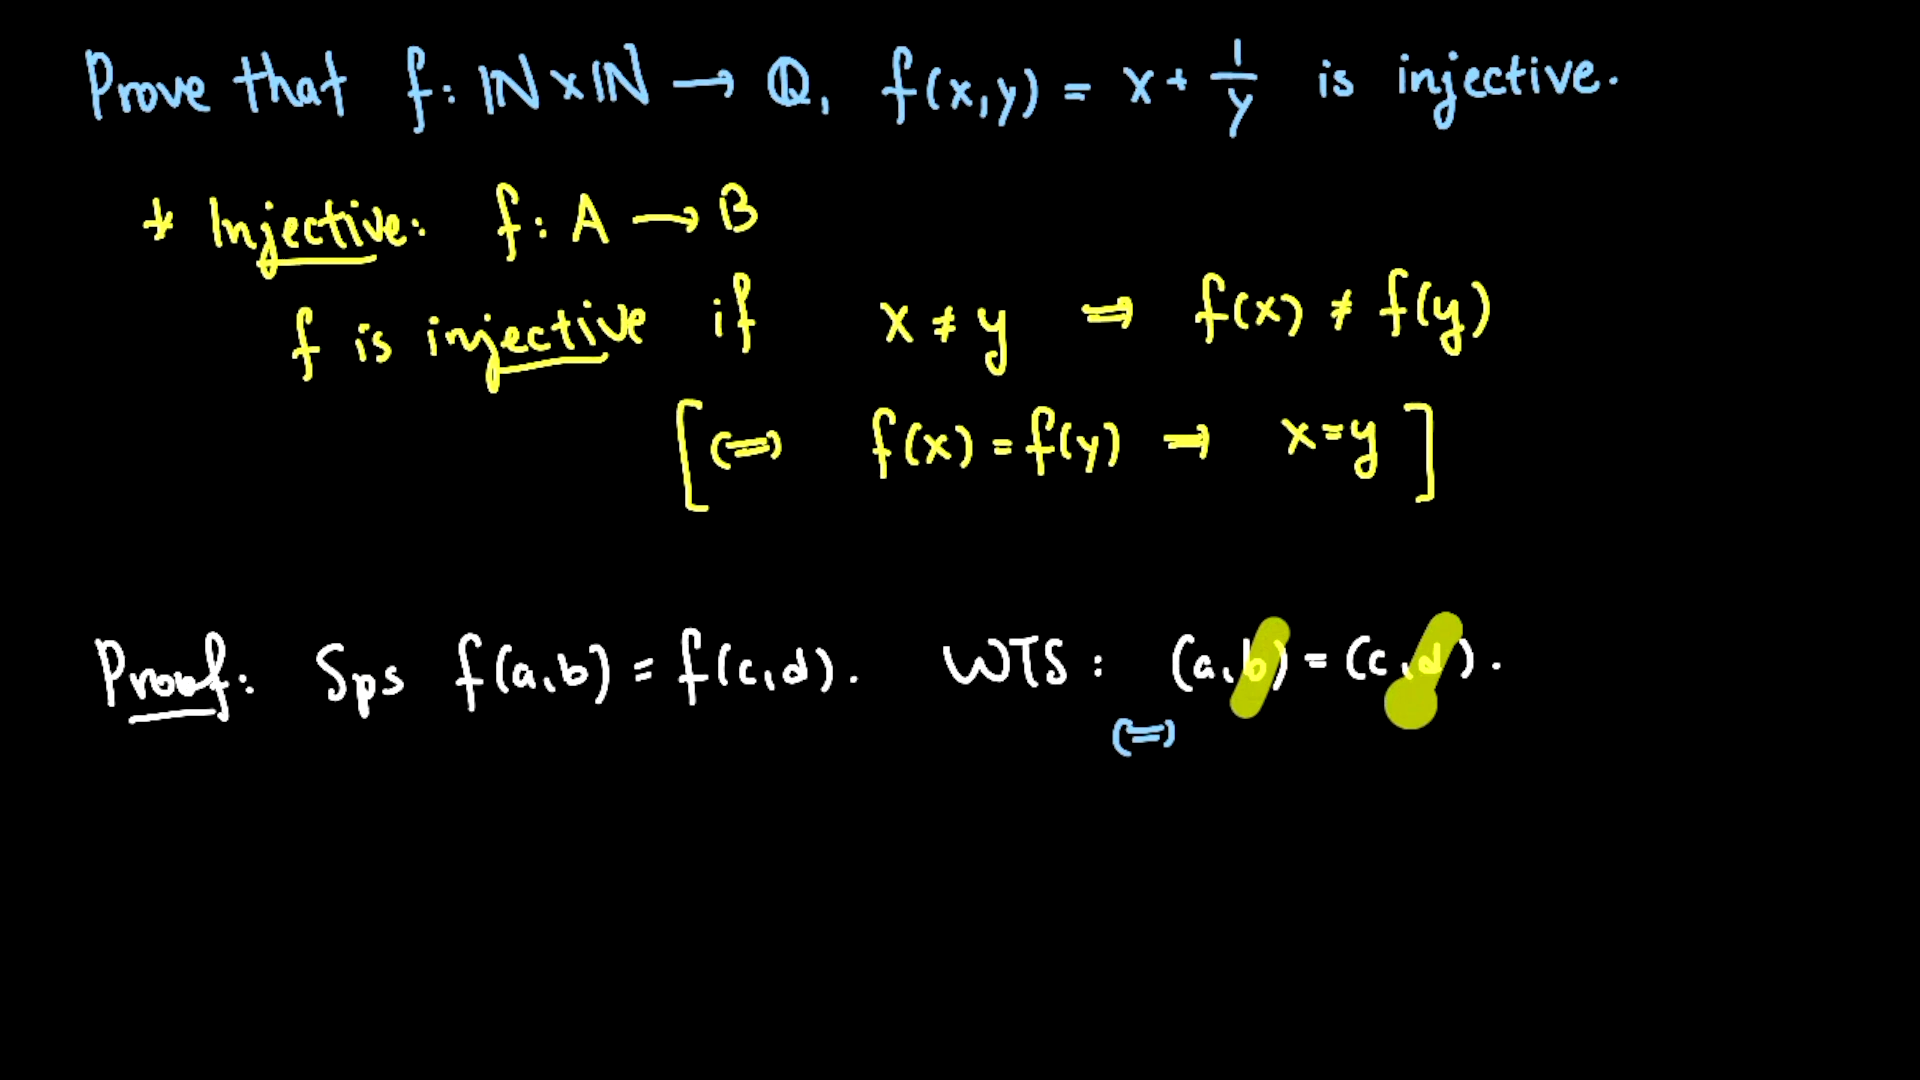 Prove that f: ℕ×ℕ → ℚ, f(x,y) = x + 1/y is injective.
* Injective: f: A → B
f is injective if x ≠ y ⟹ f(x) ≠ f(y)
[⟺ f(x) = f(y) ⟹ x=y]
Proof: Sps f(a,b) = f(c,d). WTS: (a,b) = (c,d).
⟺